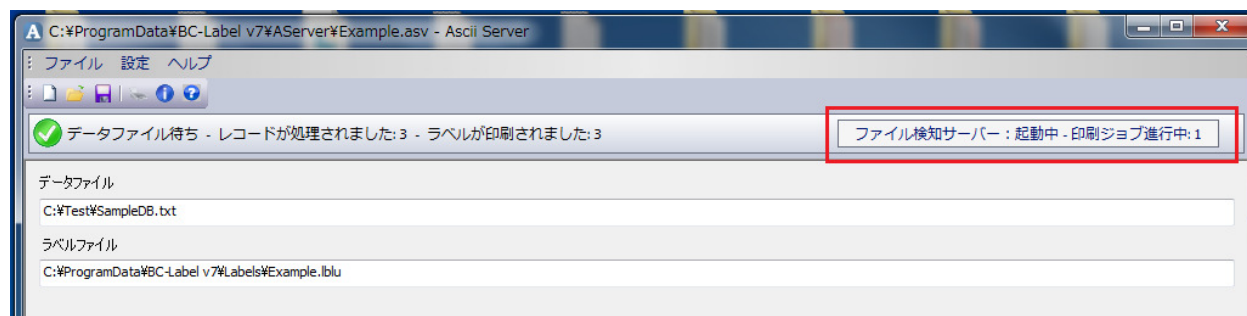 C:¥ProgramData¥BC-Label v7¥AServer¥Example.asv - Ascii Server
ファイル 設定 ヘルプ
データファイル待ち - レコードが処理されました: 3 - ラベルが印刷されました: 3
ファイル検知サーバー：起動中 - 印刷ジョブ進行中: 1
データファイル
C:¥Test¥SampleDB.txt
ラベルファイル
C:¥ProgramData¥BC-Label v7¥Labels¥Example.lblu